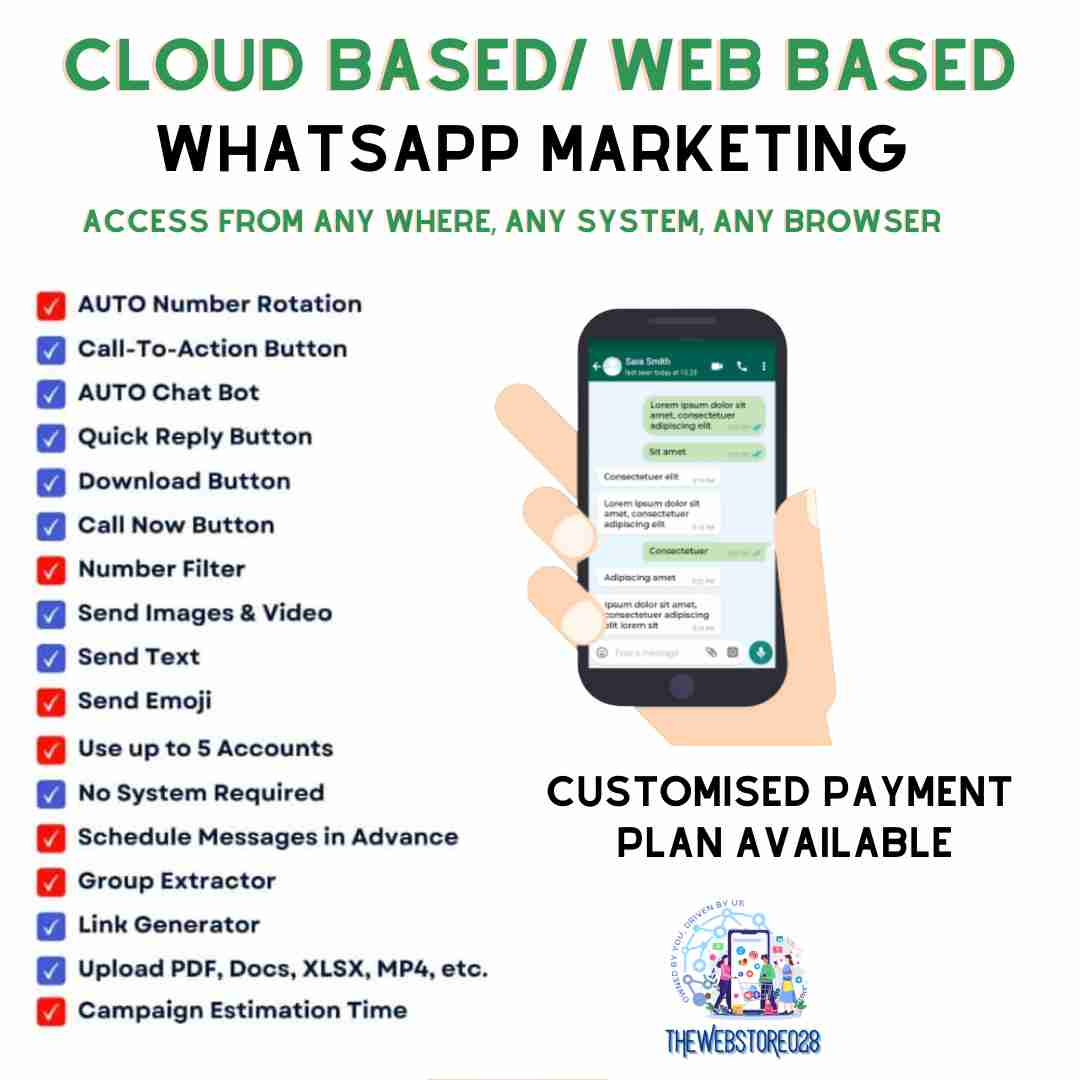 CLOUD BASED/ WEB BASED
WHATSAPP MARKETING
ACCESS FROM ANY WHERE, ANY SYSTEM, ANY BROWSER
AUTO Number Rotation
Call-To-Action Button
AUTO Chat Bot
Quick Reply Button
Download Button
Call Now Button
Number Filter
Send Images & Video
Send Text
Send Emoji
Use up to 5 Accounts
No System Required
Schedule Messages in Advance
Group Extractor
Link Generator
Upload PDF, Docs, XLSX, MP4, etc.
Campaign Estimation Time
Sara Smith
last seen today at 15:29
Lorem ipsum dolor sit
amet, consectetuer
adipiscing elit
Sit amet
Consectetuer elit
Lorem ipsum dolor sit
amet, consectetuer
adipiscing elit
Consectetuer
Adipiscing amet
ipsum dolor sit amet,
consectetuer adipiscing
elit lorem sit
Type a message
CUSTOMISED PAYMENT
PLAN AVAILABLE
OWNED BY YOU, DRIVEN BY US
THEWEBSTORE028